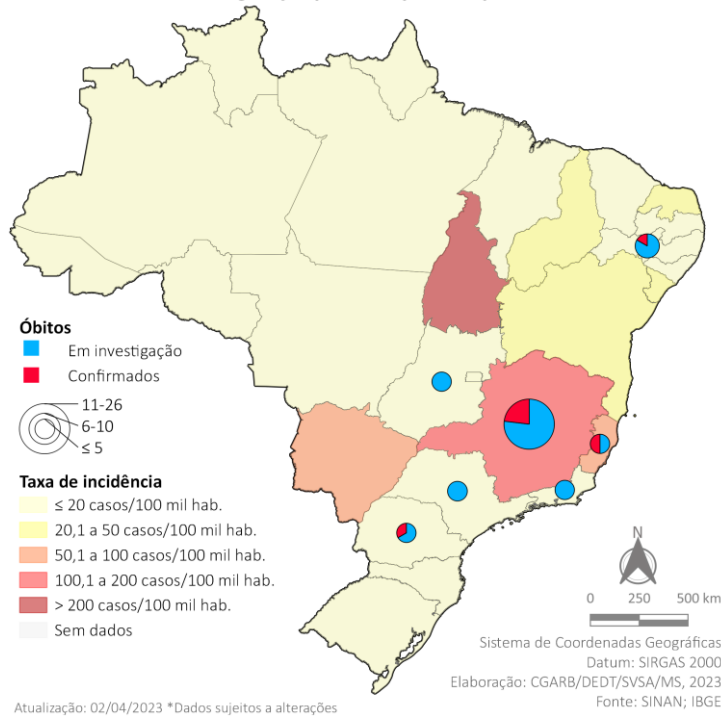 Óbitos
Em investigação
Confirmados
11-26
6-10
≤ 5
Taxa de incidência
≤ 20 casos/100 mil hab.
20,1 a 50 casos/100 mil hab.
50,1 a 100 casos/100 mil hab.
100,1 a 200 casos/100 mil hab.
> 200 casos/100 mil hab.
Sem dados
N
0 250 500 km
Sistema de Coordenadas Geográficas
Datum: SIRGAS 2000
Elaboração: CGARB/DEDT/SVSA/MS, 2023
Fonte: SINAN; IBGE
Atualização: 02/04/2023 *Dados sujeitos a alterações